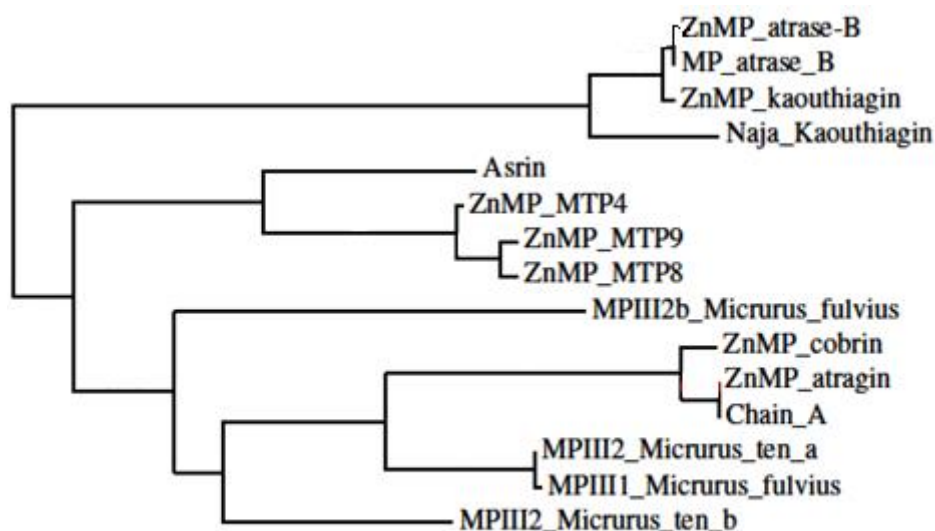 ZnMP_atrase-B
MP_atrase_B
ZnMP_kaouthiagin
Naja_Kaouthiagin
Asrin
ZnMP_MTP4
ZnMP_MTP9
ZnMP_MTP8
MPIII2b_Micrurus_fulvius
ZnMP_cobrin
ZnMP_atragin
Chain_A
MPIII2_Micrurus_ten_a
MPIII1_Micrurus_fulvius
MPIII2_Micrurus_ten_b